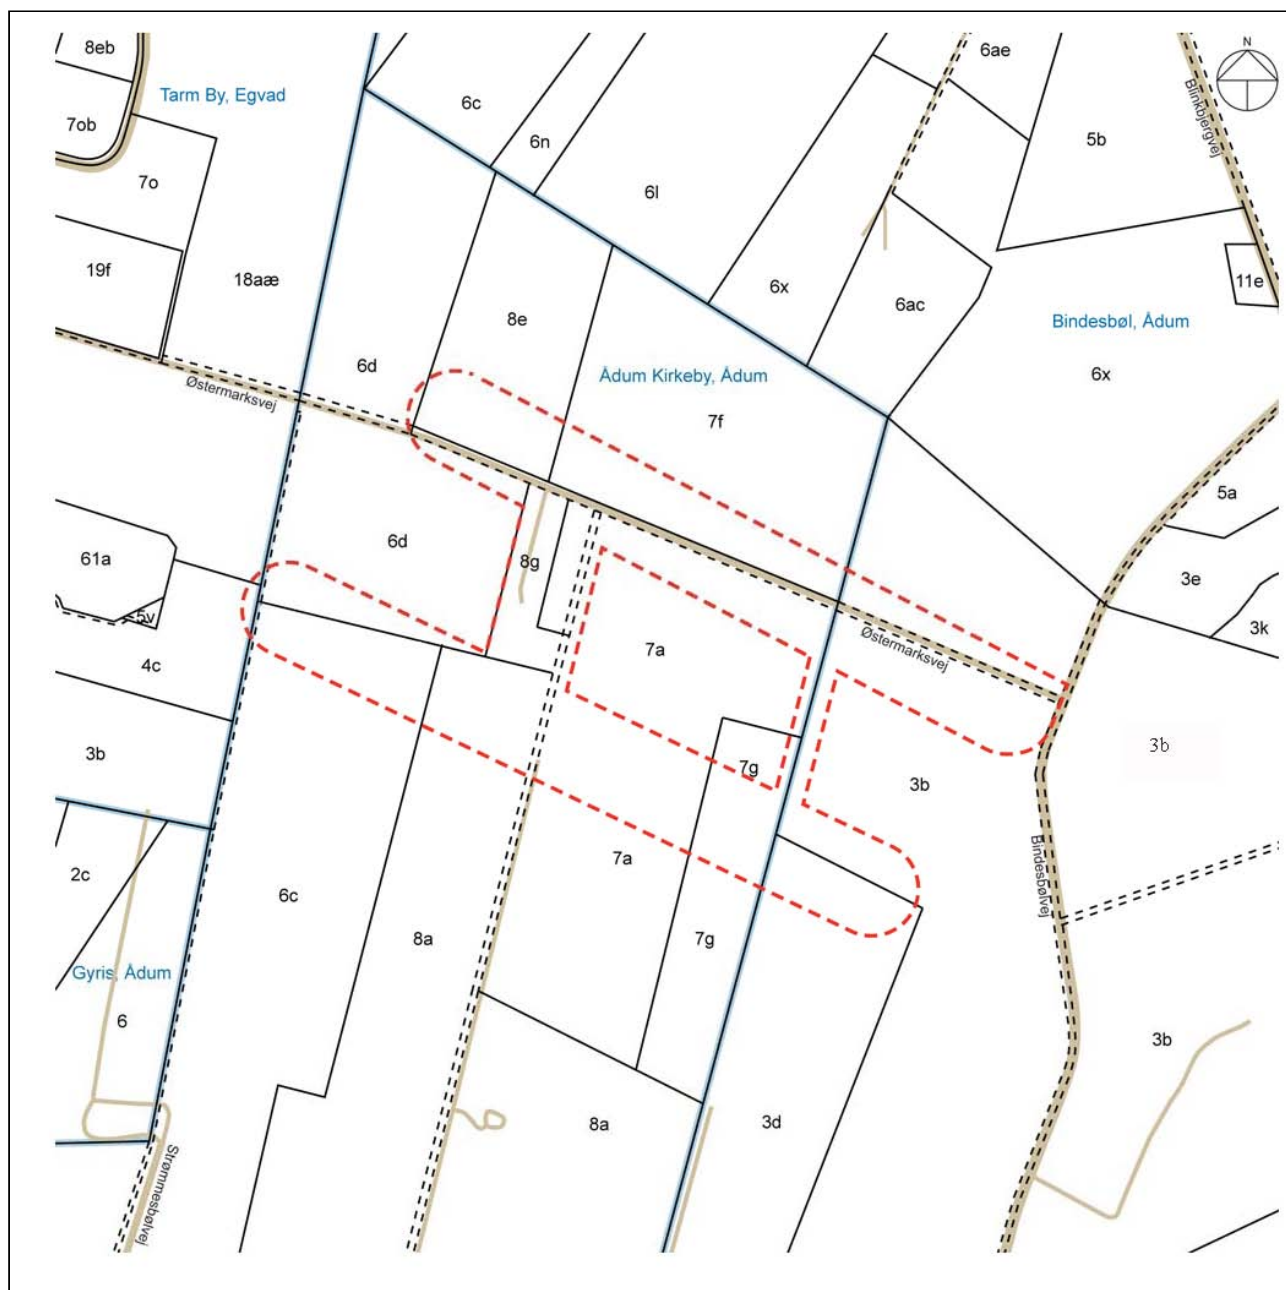 8eb
6ae
N
Tarm By, Egvad
6c
Blinkbjergvej
7ob
6n
5b
7o
6l
19f
18aæ
6x
11e
6ac
8e
Bindesbøl, Ådum
6d
Ådum Kirkeby, Ådum
6x
Østermarksvej
7f
5a
6d
61a
8g
3e
5v
3k
4c
7a
Østermarksvej
3b
7g
3b
3b
7a
2c
Bindesbølvej
6c
8a
7g
Gyris, Ådum
6
3b
8a
3d
Strømmesbølvej